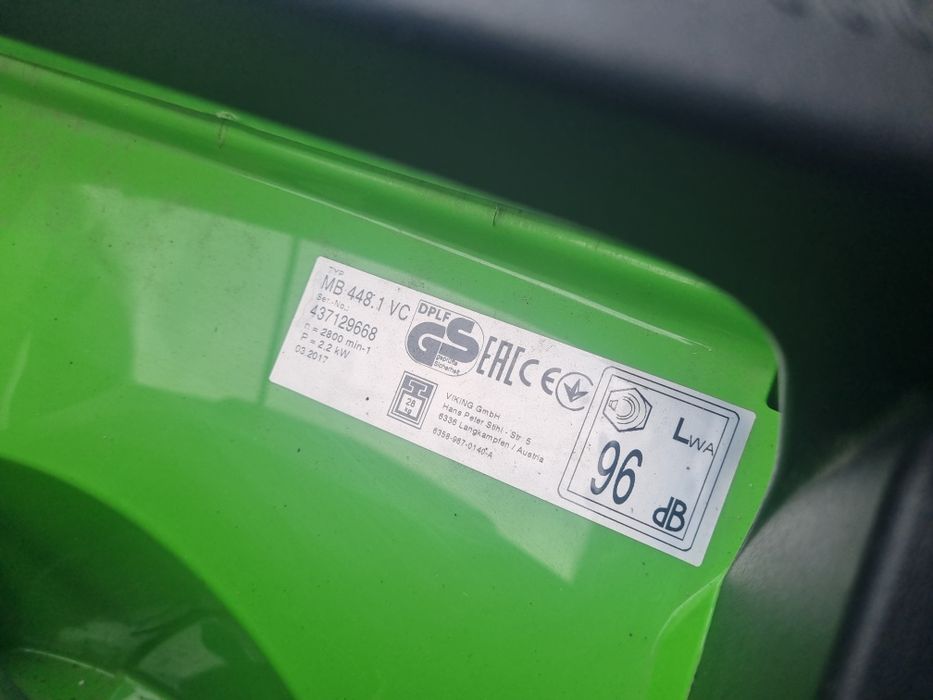 TYP
MB 448.1 VC
Ser.-No.:
437129668
n = 2800 min-1
P = 2,2 kW
03.2017
DPLF
GS
geprüfte
Sicherheit
EAC CE
28
kg
VIKING GmbH
Hans Peter Stihl - Str. 5
6336 Langkampfen / Austria
6358-967-0140-A
LWA
96
dB